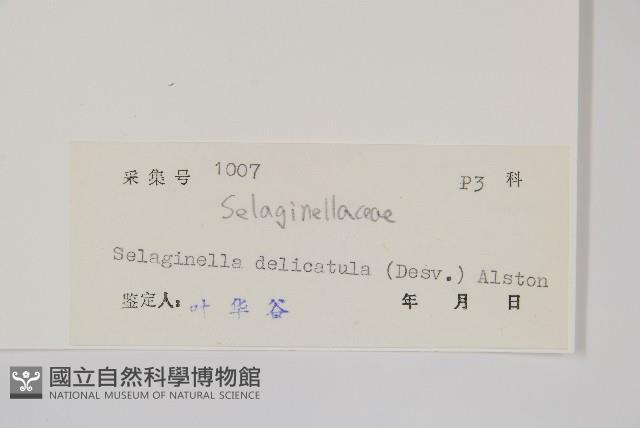 采集号 1007 P3 科
Selaginellaceae
Selaginella delicatula (Desv.) Alston
鉴定人: 叶华谷 年 月 日
國立自然科學博物館
NATIONAL MUSEUM OF NATURAL SCIENCE